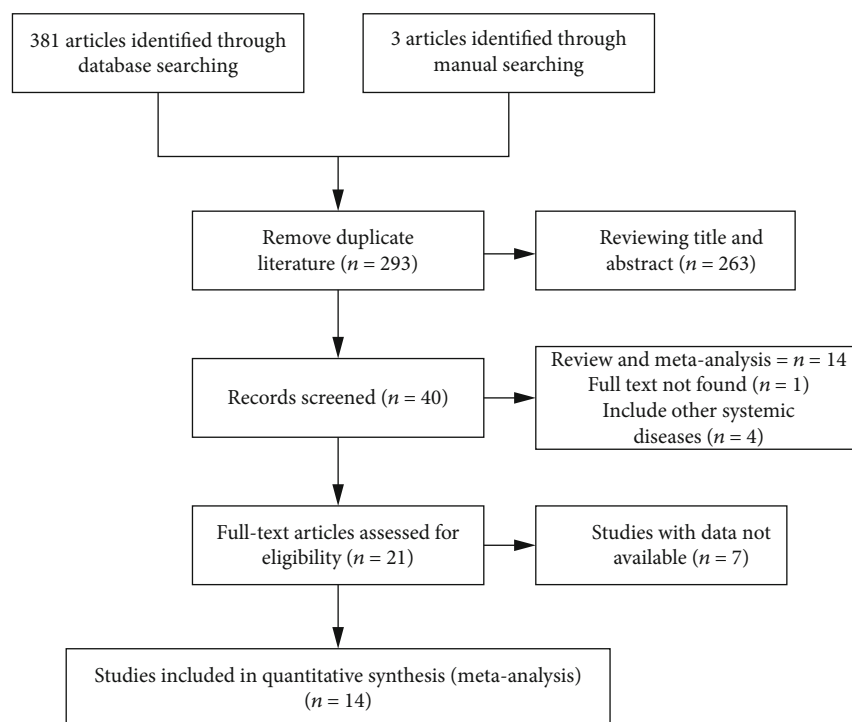 381 articles identified through
database searching
3 articles identified through
manual searching
Remove duplicate
literature (n = 293)
Reviewing title and
abstract (n = 263)
Records screened (n = 40)
Review and meta-analysis = n = 14
Full text not found (n = 1)
Include other systemic
diseases (n = 4)
Full-text articles assessed for
eligibility (n = 21)
Studies with data not
available (n = 7)
Studies included in quantitative synthesis (meta-analysis)
(n = 14)